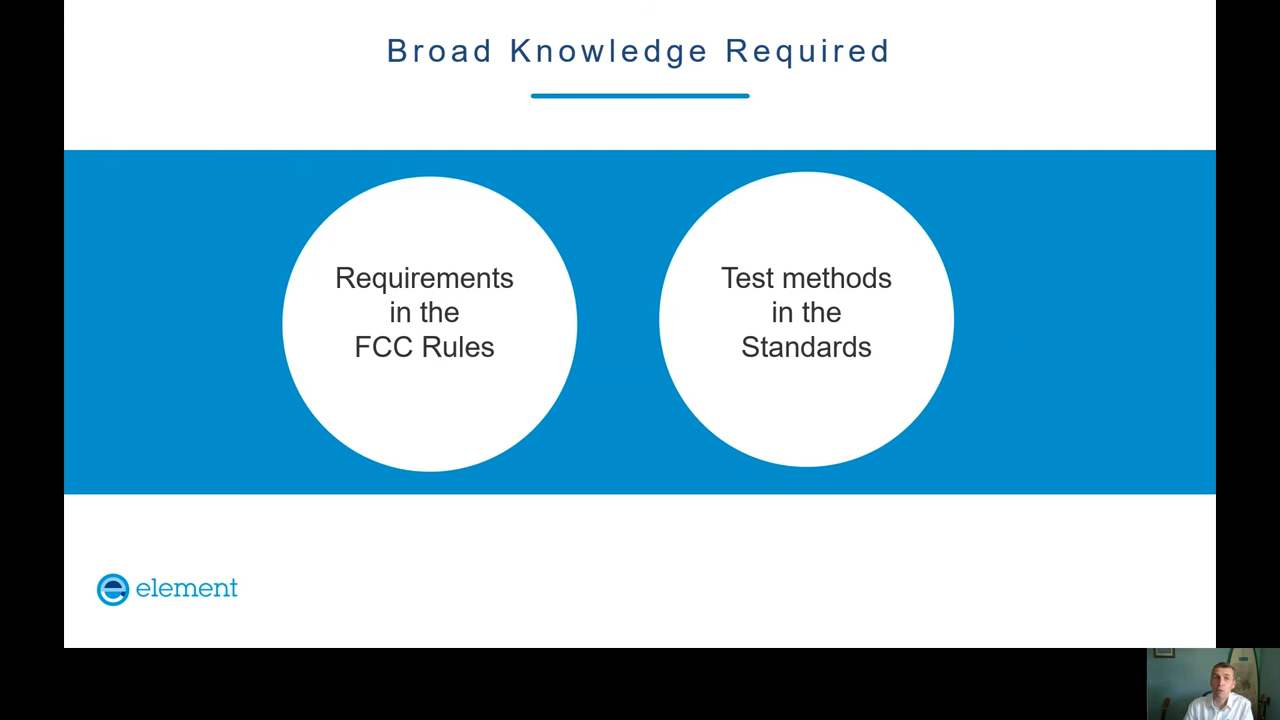 Broad Knowledge Required
Requirements
in the
FCC Rules
Test methods
in the
Standards
element